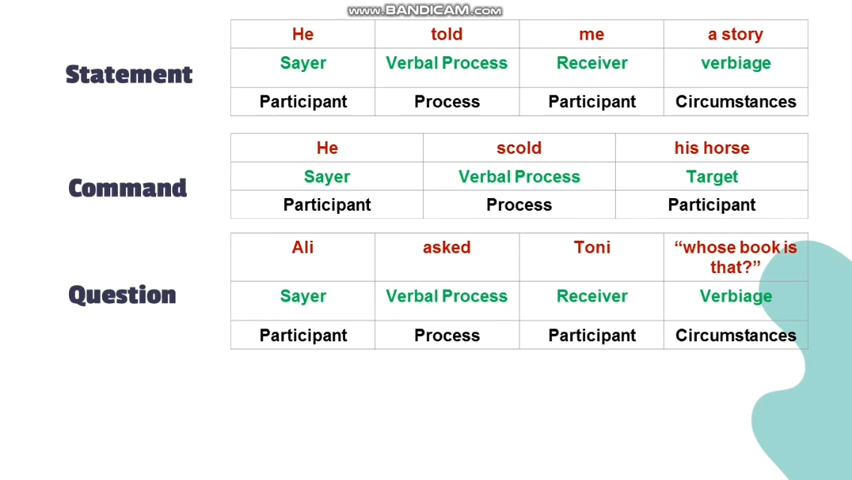 www.BANDICAM.com
Statement
He told me a story
Sayer Verbal Process Receiver verbiage
Participant Process Participant Circumstances
Command
He scold his horse
Sayer Verbal Process Target
Participant Process Participant
Question
Ali asked Toni “whose book is
that?”
Sayer Verbal Process Receiver Verbiage
Participant Process Participant Circumstances